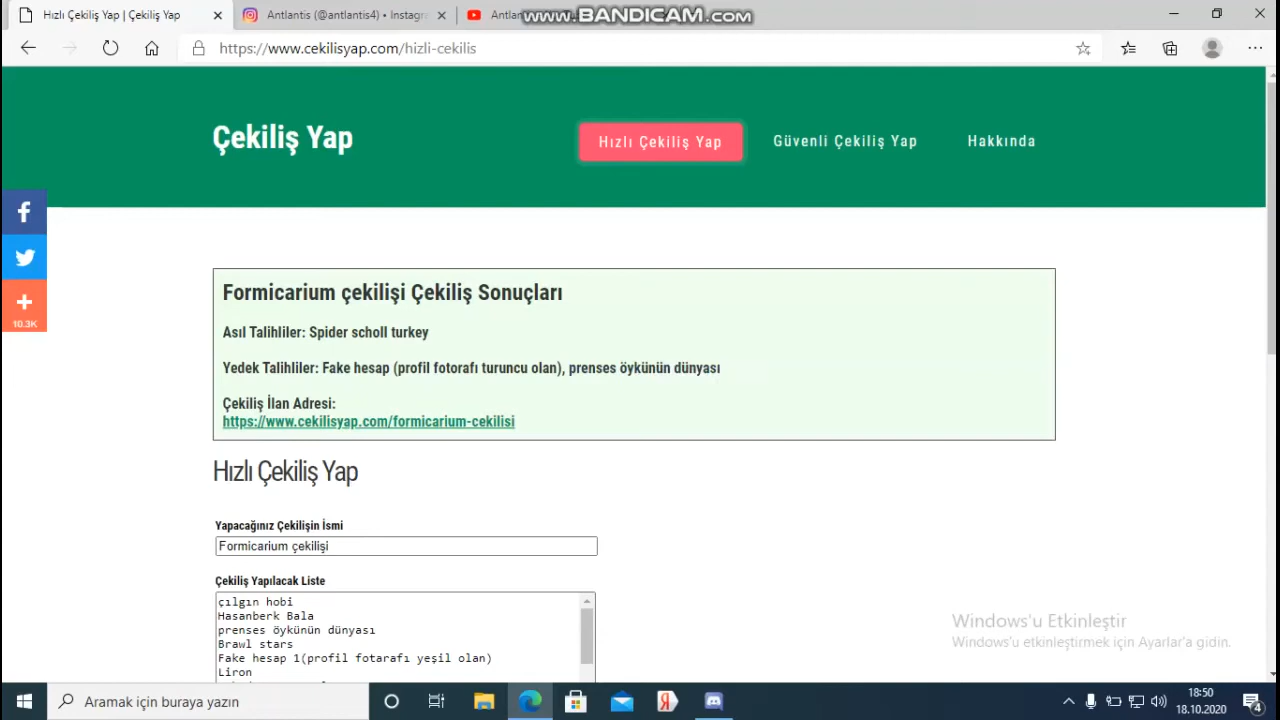 Hızlı Çekiliş Yap | Çekiliş Yap
Antlantis (@antlantis4) • Instagr
Antlan
www.BANDICAM.com
https://www.cekilisyap.com/hizli-cekilis
Çekiliş Yap
Hızlı Çekiliş Yap
Güvenli Çekiliş Yap
Hakkında
10.3K
Formicarium çekilişi Çekiliş Sonuçları
Asıl Talihliler: Spider scholl turkey
Yedek Talihliler: Fake hesap (profil fotorafı turuncu olan), prenses öykünün dünyası
Çekiliş İlan Adresi:
https://www.cekilisyap.com/formicarium-cekilisi
Hızlı Çekiliş Yap
Yapacağınız Çekilişin İsmi
Formicarium çekilişi
Çekiliş Yapılacak Liste
çılgın hobi
Hasanberk Bala
prenses öykünün dünyası
Brawl stars
Fake hesap 1(profil fotarafı yeşil olan)
Liron
Windows'u Etkinleştir
Windows'u etkinleştirmek için Ayarlar'a gidin.
Aramak için buraya yazın
18:50
18.10.2020
4